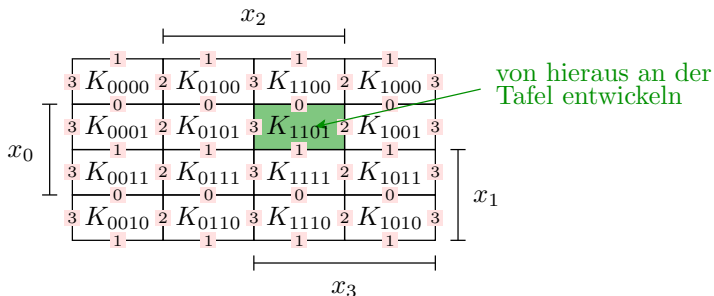 x₂
1 1 1 1
3 K₀₀₀₀ 2 K₀₁₀₀ 3 K₁₁₀₀ 2 K₁₀₀₀ 3
von hieraus an der
Tafel entwickeln
0 0 0 0
3 K₀₀₀₁ 2 K₀₁₀₁ 3 K₁₁₀₁ 2 K₁₀₀₁ 3
x₀
1 1 1 1
3 K₀₀₁₁ 2 K₀₁₁₁ 3 K₁₁₁₁ 2 K₁₀₁₁ 3
0 0 0 0
x₁
3 K₀₀₁₀ 2 K₀₁₁₀ 3 K₁₁₁₀ 2 K₁₀₁₀ 3
1 1 1 1
x₃